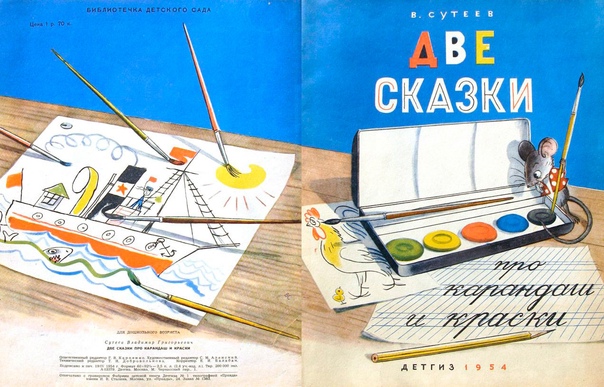 БИБЛИОТЕЧКА ДЕТСКОГО САДА
Цена 1 р. 70 к.
ДЛЯ ДОШКОЛЬНОГО ВОЗРАСТА
Сутеев Владимир Григорьевич
ДВЕ СКАЗКИ ПРО КАРАНДАШ И КРАСКИ
В. СУТЕЕВ
ДВЕ
СКАЗКИ
про
карандаш
и краски
ДЕТГИЗ 1954